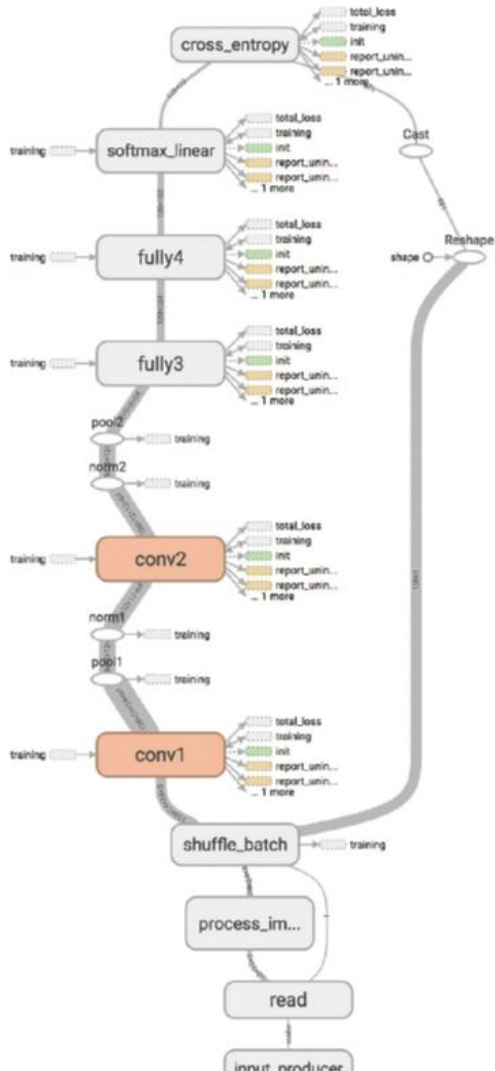 total_loss
training
cross_entropy
init
report_unin...
report_unin...
... 1 more
Cast
total_loss
training
training
softmax_linear
init
report_unin...
report_unin...
... 1 more
total_loss
training
Reshape
training
fully4
init
shape
report_unin...
report_unin...
... 1 more
total_loss
training
training
fully3
init
report_unin...
report_unin...
... 1 more
pool2
training
norm2
training
total_loss
training
training
conv2
init
report_unin...
report_unin...
... 1 more
norm1
training
pool1
training
total_loss
training
training
conv1
init
report_unin...
report_unin...
... 1 more
shuffle_batch
training
process_im...
read
input_producer